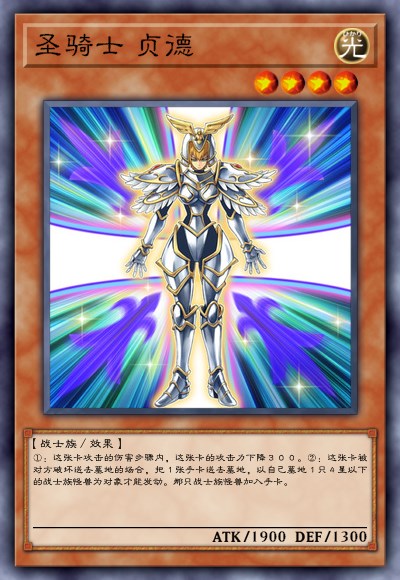 圣骑士 贞德
ひかり
光
【战士族/效果】
①：这张卡攻击的伤害步骤内，这张卡的攻击力下降３００。②：这张卡被
对方破坏送去墓地的场合，把１张手卡送去墓地，以自己墓地１只４星以下
的战士族怪兽为对象才能发动。那只战士族怪兽加入手卡。
ATK/1900 DEF/1300